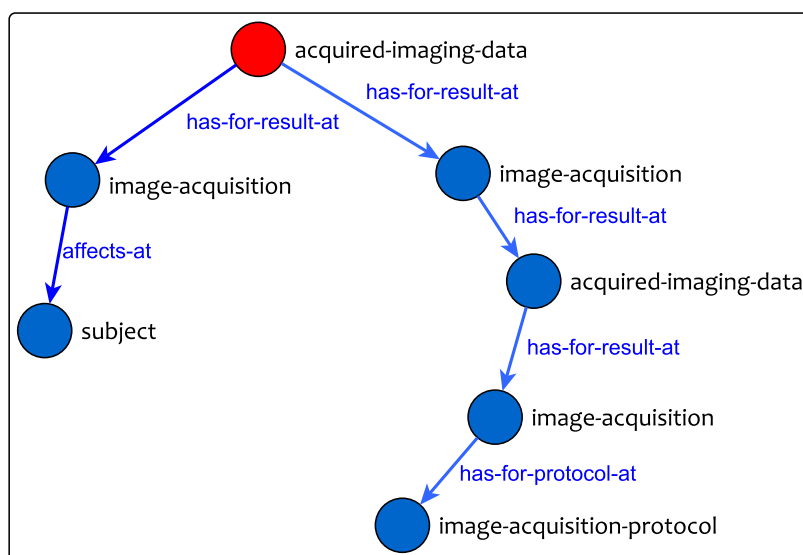 acquired-imaging-data
has-for-result-at
has-for-result-at
image-acquisition
image-acquisition
has-for-result-at
affects-at
acquired-imaging-data
subject
has-for-result-at
image-acquisition
has-for-protocol-at
image-acquisition-protocol